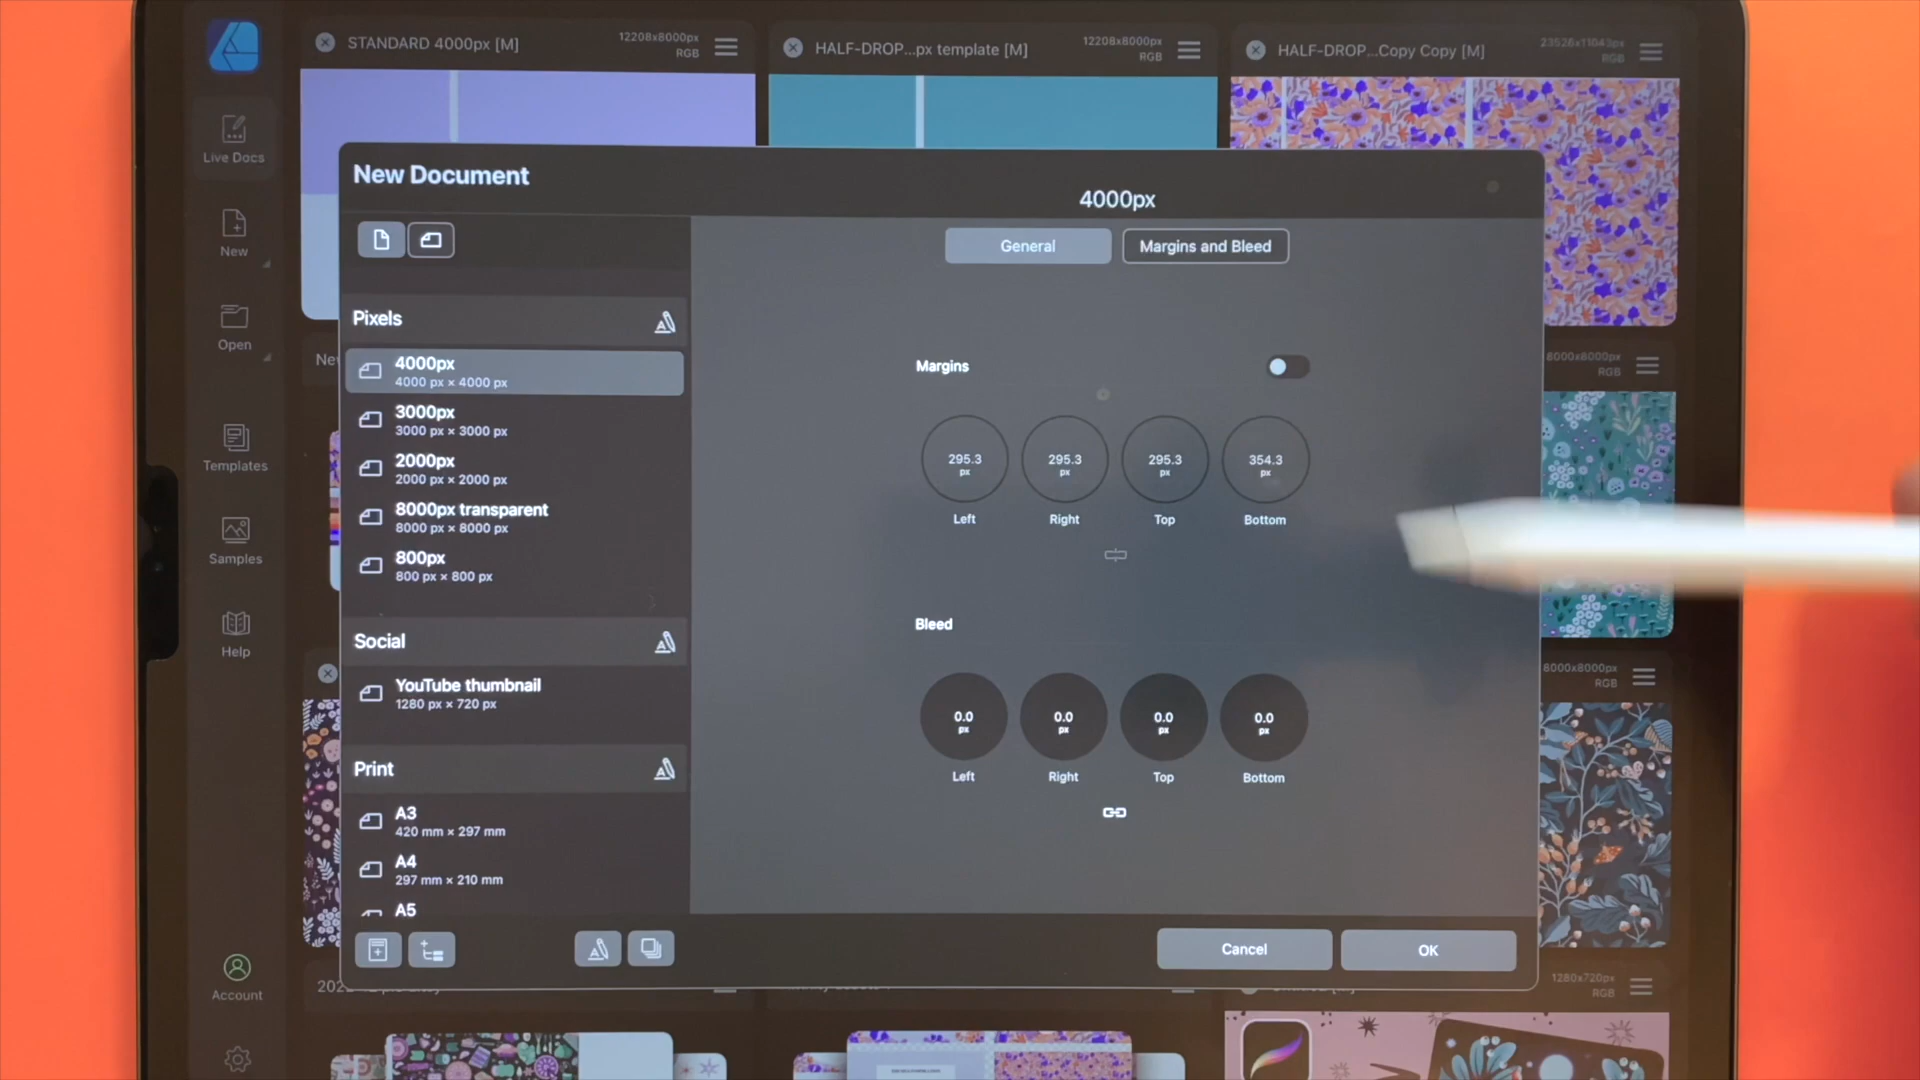 STANDARD 4000px [M]
12208x8000px
RGB
HALF-DROP...px template [M]
12208x8000px
RGB
HALF-DROP...Copy Copy [M]
23528x11043px
RGB
Live Docs
New
Open
Templates
Samples
Help
Account
New Document
4000px
General
Margins and Bleed
Pixels
4000px
4000 px × 4000 px
3000px
3000 px × 3000 px
2000px
2000 px × 2000 px
8000px transparent
8000 px × 8000 px
800px
800 px × 800 px
Social
YouTube thumbnail
1280 px × 720 px
Print
A3
420 mm × 297 mm
A4
297 mm × 210 mm
A5
Margins
295.3
px
295.3
px
295.3
px
354.3
px
Left
Right
Top
Bottom
Bleed
0.0
px
0.0
px
0.0
px
0.0
px
Left
Right
Top
Bottom
Cancel
OK
8000x8000px
RGB
8000x8000px
RGB
1280x720px
RGB